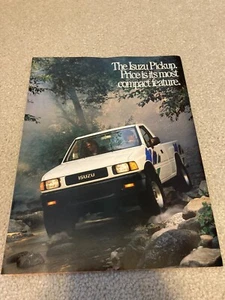 The Isuzu Pickup.
Price is its most
compact feature.
ISUZU